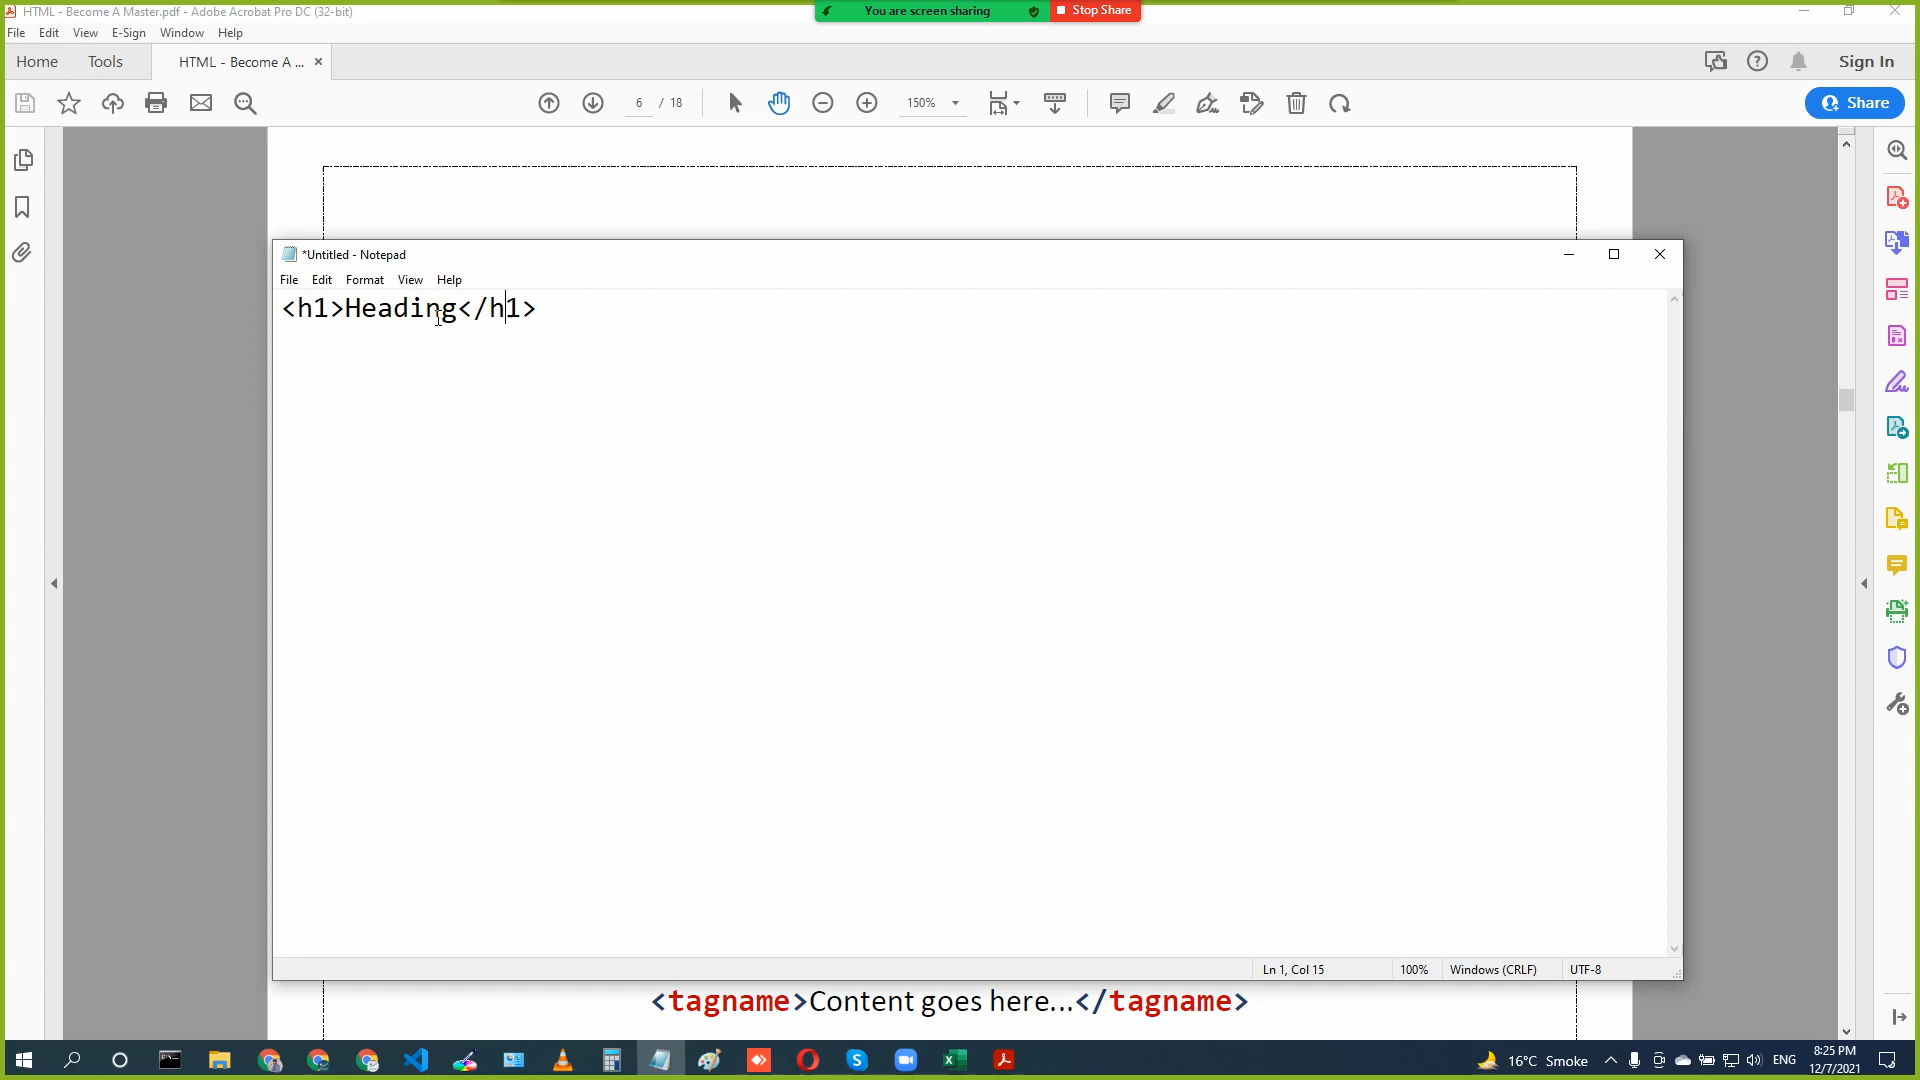 HTML - Become A Master.pdf - Adobe Acrobat Pro DC (32-bit)
You are screen sharing
Stop Share
File Edit View E-Sign Window Help
Home Tools HTML - Become A ... ×
Sign In
6 / 18
150%
Share
*Untitled - Notepad
File Edit Format View Help
<h1>Heading</h1>
Ln 1, Col 15
100%
Windows (CRLF)
UTF-8
<tagname>Content goes here...</tagname>
16°C Smoke
ENG
8:25 PM
12/7/2021